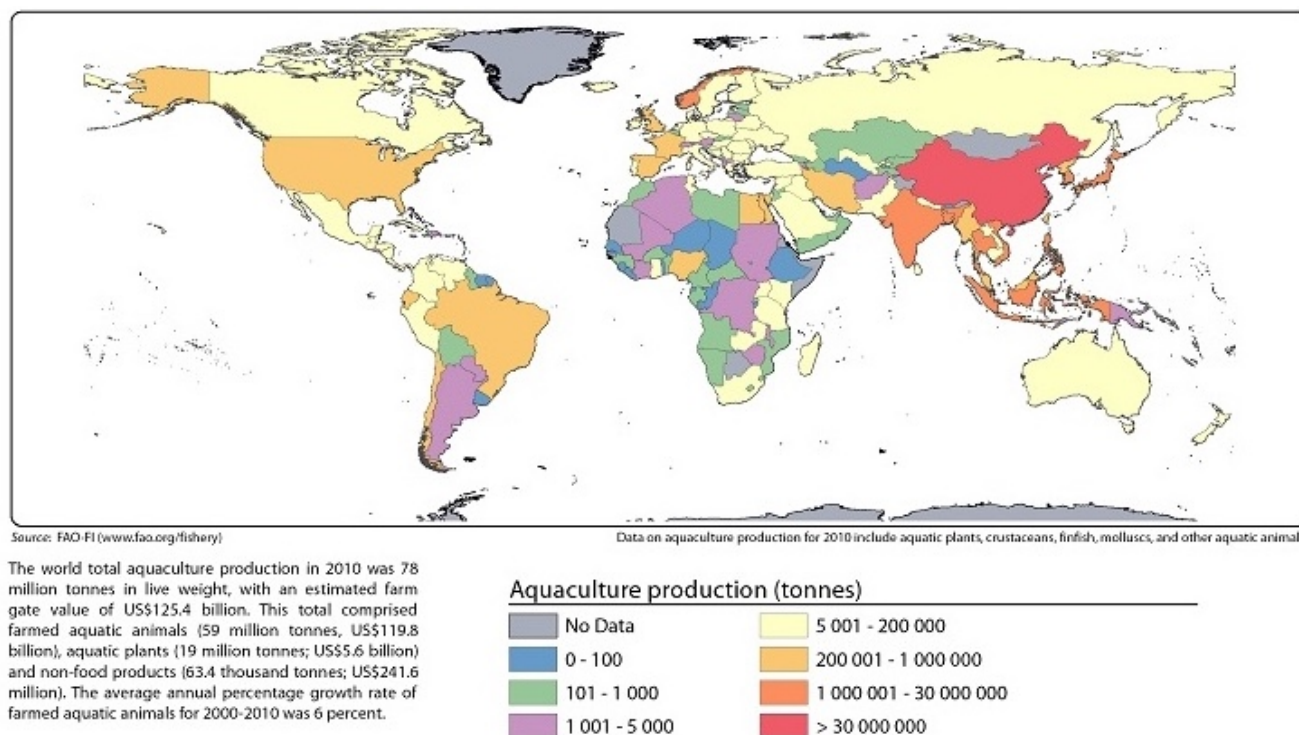 Source: FAO-FI (www.fao.org/fishery)
Data on aquaculture production for 2010 include aquatic plants, crustaceans, finfish, molluscs, and other aquatic animal
The world total aquaculture production in 2010 was 78
million tonnes in live weight, with an estimated farm
gate value of US$125.4 billion. This total comprised
farmed aquatic animals (59 million tonnes, US$119.8
billion), aquatic plants (19 million tonnes; US$5.6 billion)
and non-food products (63.4 thousand tonnes; US$241.6
million). The average annual percentage growth rate of
farmed aquatic animals for 2000-2010 was 6 percent.
Aquaculture production (tonnes)
No Data
0 - 100
101 - 1 000
1 001 - 5 000
5 001 - 200 000
200 001 - 1 000 000
1 000 001 - 30 000 000
> 30 000 000